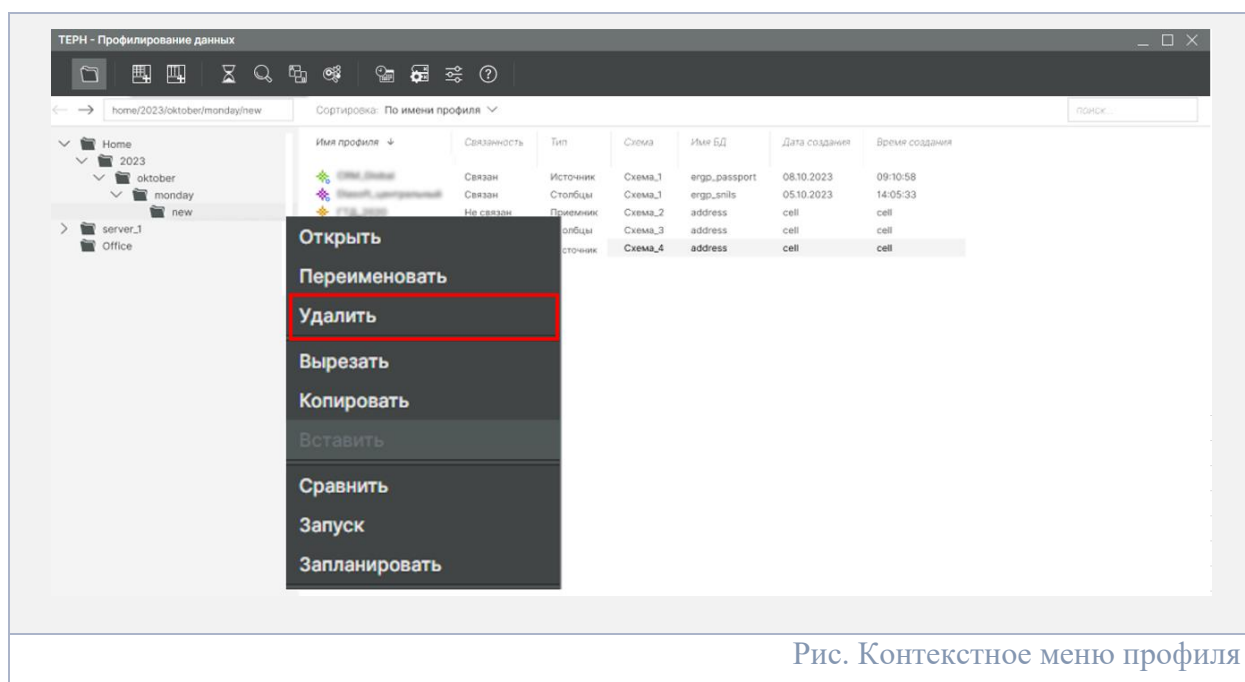 ТЕРН - Профилирование данных
home/2023/oktober/monday/new Сортировка: По имени профиля поиск...
Home
2023
oktober
monday
new
server_1
Office
Имя профиля Связанность Тип Схема Имя БД Дата создания Время создания
Связан Источник Схема_1 ergp_passport 08.10.2023 09:10:58
Связан Столбцы Схема_1 ergp_snils 05.10.2023 14:05:33
Не связан Приемник Схема_2 address cell cell
олбцы Схема_3 address cell cell
сточник Схема_4 address cell cell
Открыть
Переименовать
Удалить
Вырезать
Копировать
Вставить
Сравнить
Запуск
Запланировать
Рис. Контекстное меню профиля